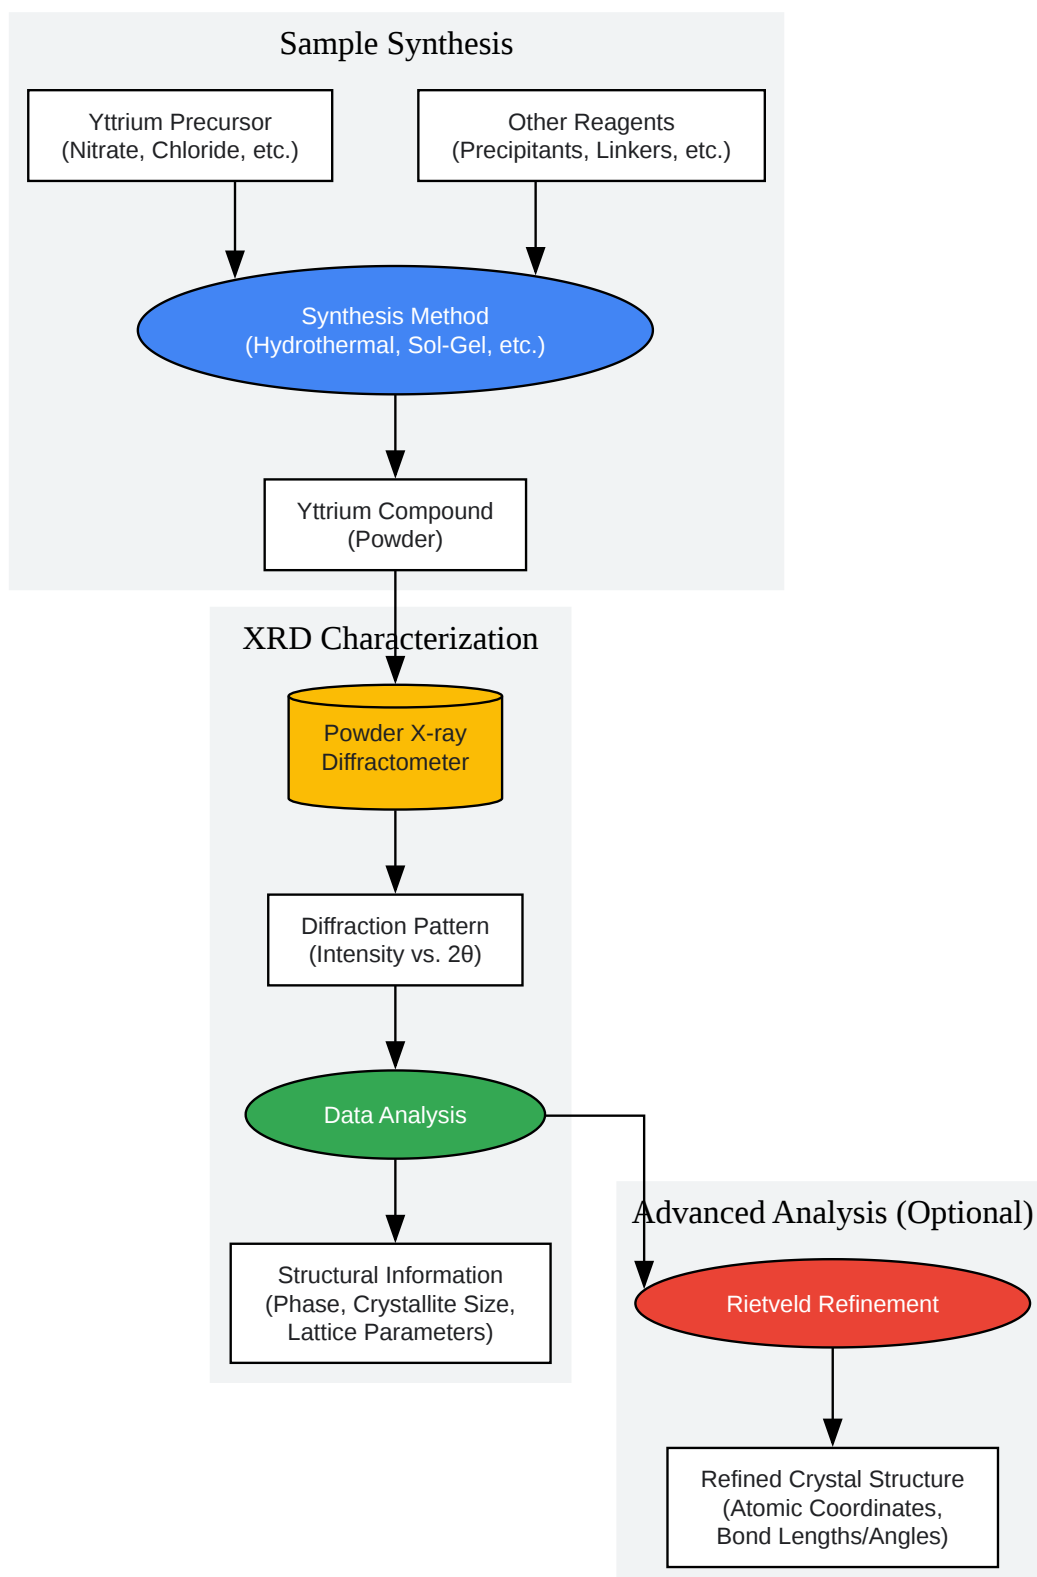 Sample Synthesis
Yttrium Precursor
(Nitrate, Chloride, etc.)
Other Reagents
(Precipitants, Linkers, etc.)
Synthesis Method
(Hydrothermal, Sol-Gel, etc.)
Yttrium Compound
(Powder)
XRD Characterization
Powder X-ray
Diffractometer
Diffraction Pattern
(Intensity vs. 2θ)
Data Analysis
Structural Information
(Phase, Crystallite Size,
Lattice Parameters)
Advanced Analysis (Optional)
Rietveld Refinement
Refined Crystal Structure
(Atomic Coordinates,
Bond Lengths/Angles)